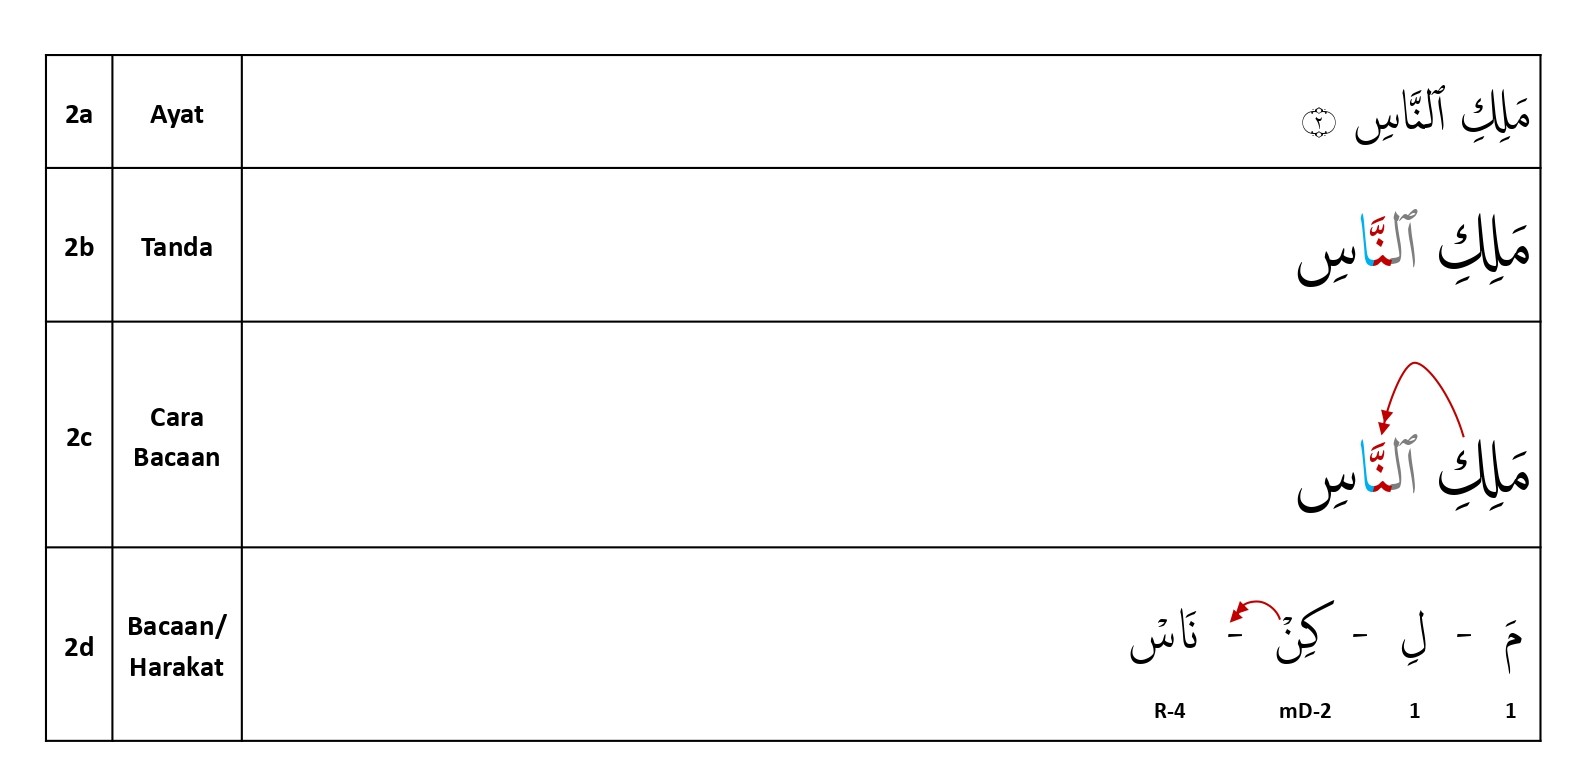 2a Ayat مَلِكِ ٱلنَّاسِ ٢
2b Tanda مَلِكِ ٱلنَّاسِ
2c Cara Bacaan مَلِكِ ٱلنَّاسِ
2d Bacaan/ Harakat مَ - لِ - كِنْ - نَاسْ
1 1 mD-2 R-4